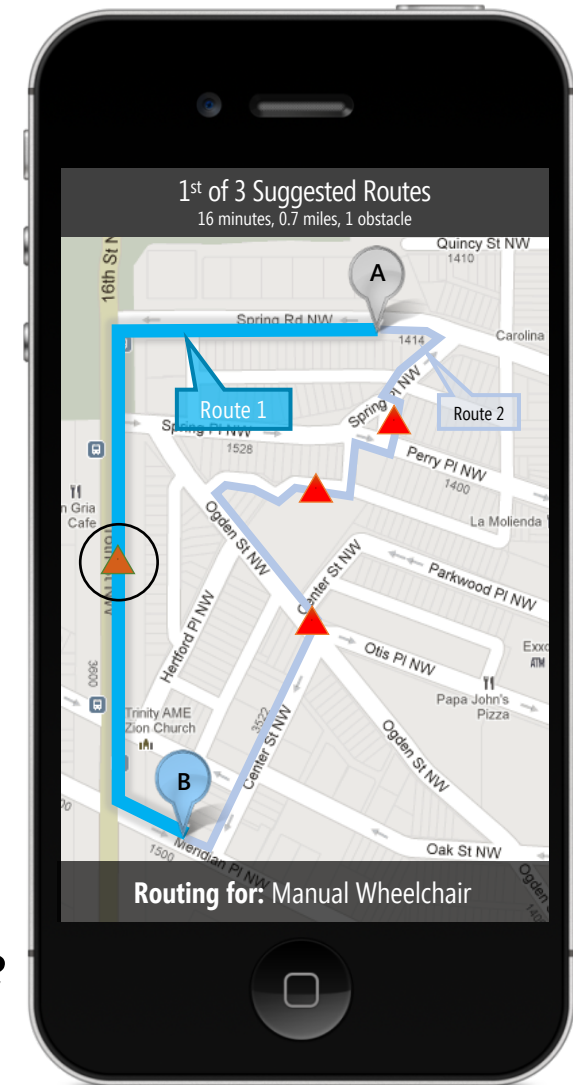 1st of 3 Suggested Routes
16 minutes, 0.7 miles, 1 obstacle
Quincy St NW
1410
16th St N
A
Spring Rd NW
1414
Carolina
Route 1
Spring Pl NW
Route 2
Spring Pl NW
1528
Perry Pl NW
1400
n Gria
Cafe
La Molienda
Ogden St NW
Center St NW
Parkwood Pl NW
Hertford Pl NW
Otis Pl NW
Exxo
ATM
3600
Papa John's
Pizza
Trinity AME
Zion Church
3522
Center St NW
Ogden St NW
B
1500
Meridian Pl NW
Oak St NW
Ogden
Routing for: Manual Wheelchair
?